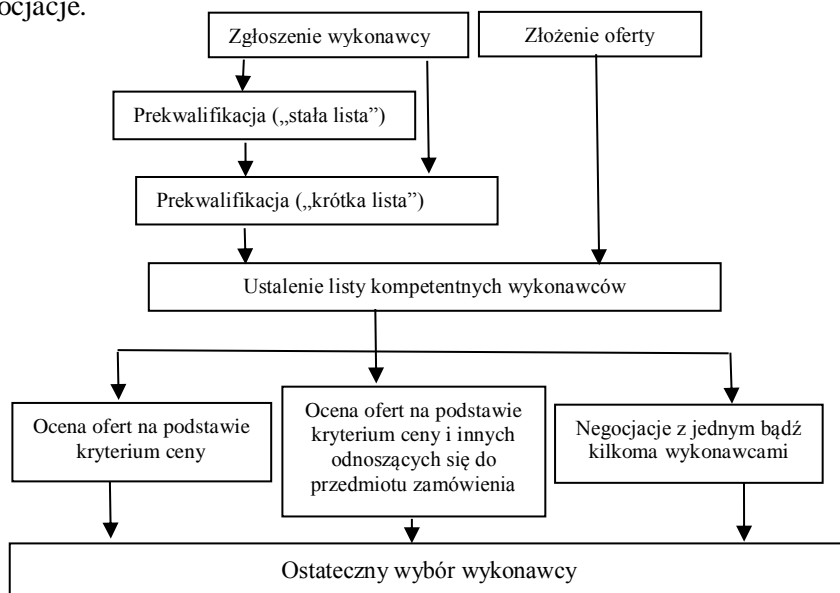 ocjacje.
Zgłoszenie wykonawcy
Złożenie oferty
Prekwalifikacja („stała lista”)
Prekwalifikacja („krótka lista”)
Ustalenie listy kompetentnych wykonawców
Ocena ofert na podstawie
kryterium ceny
Ocena ofert na podstawie
kryterium ceny i innych
odnoszących się do
przedmiotu zamówienia
Negocjacje z jednym bądź
kilkoma wykonawcami
Ostateczny wybór wykonawcy